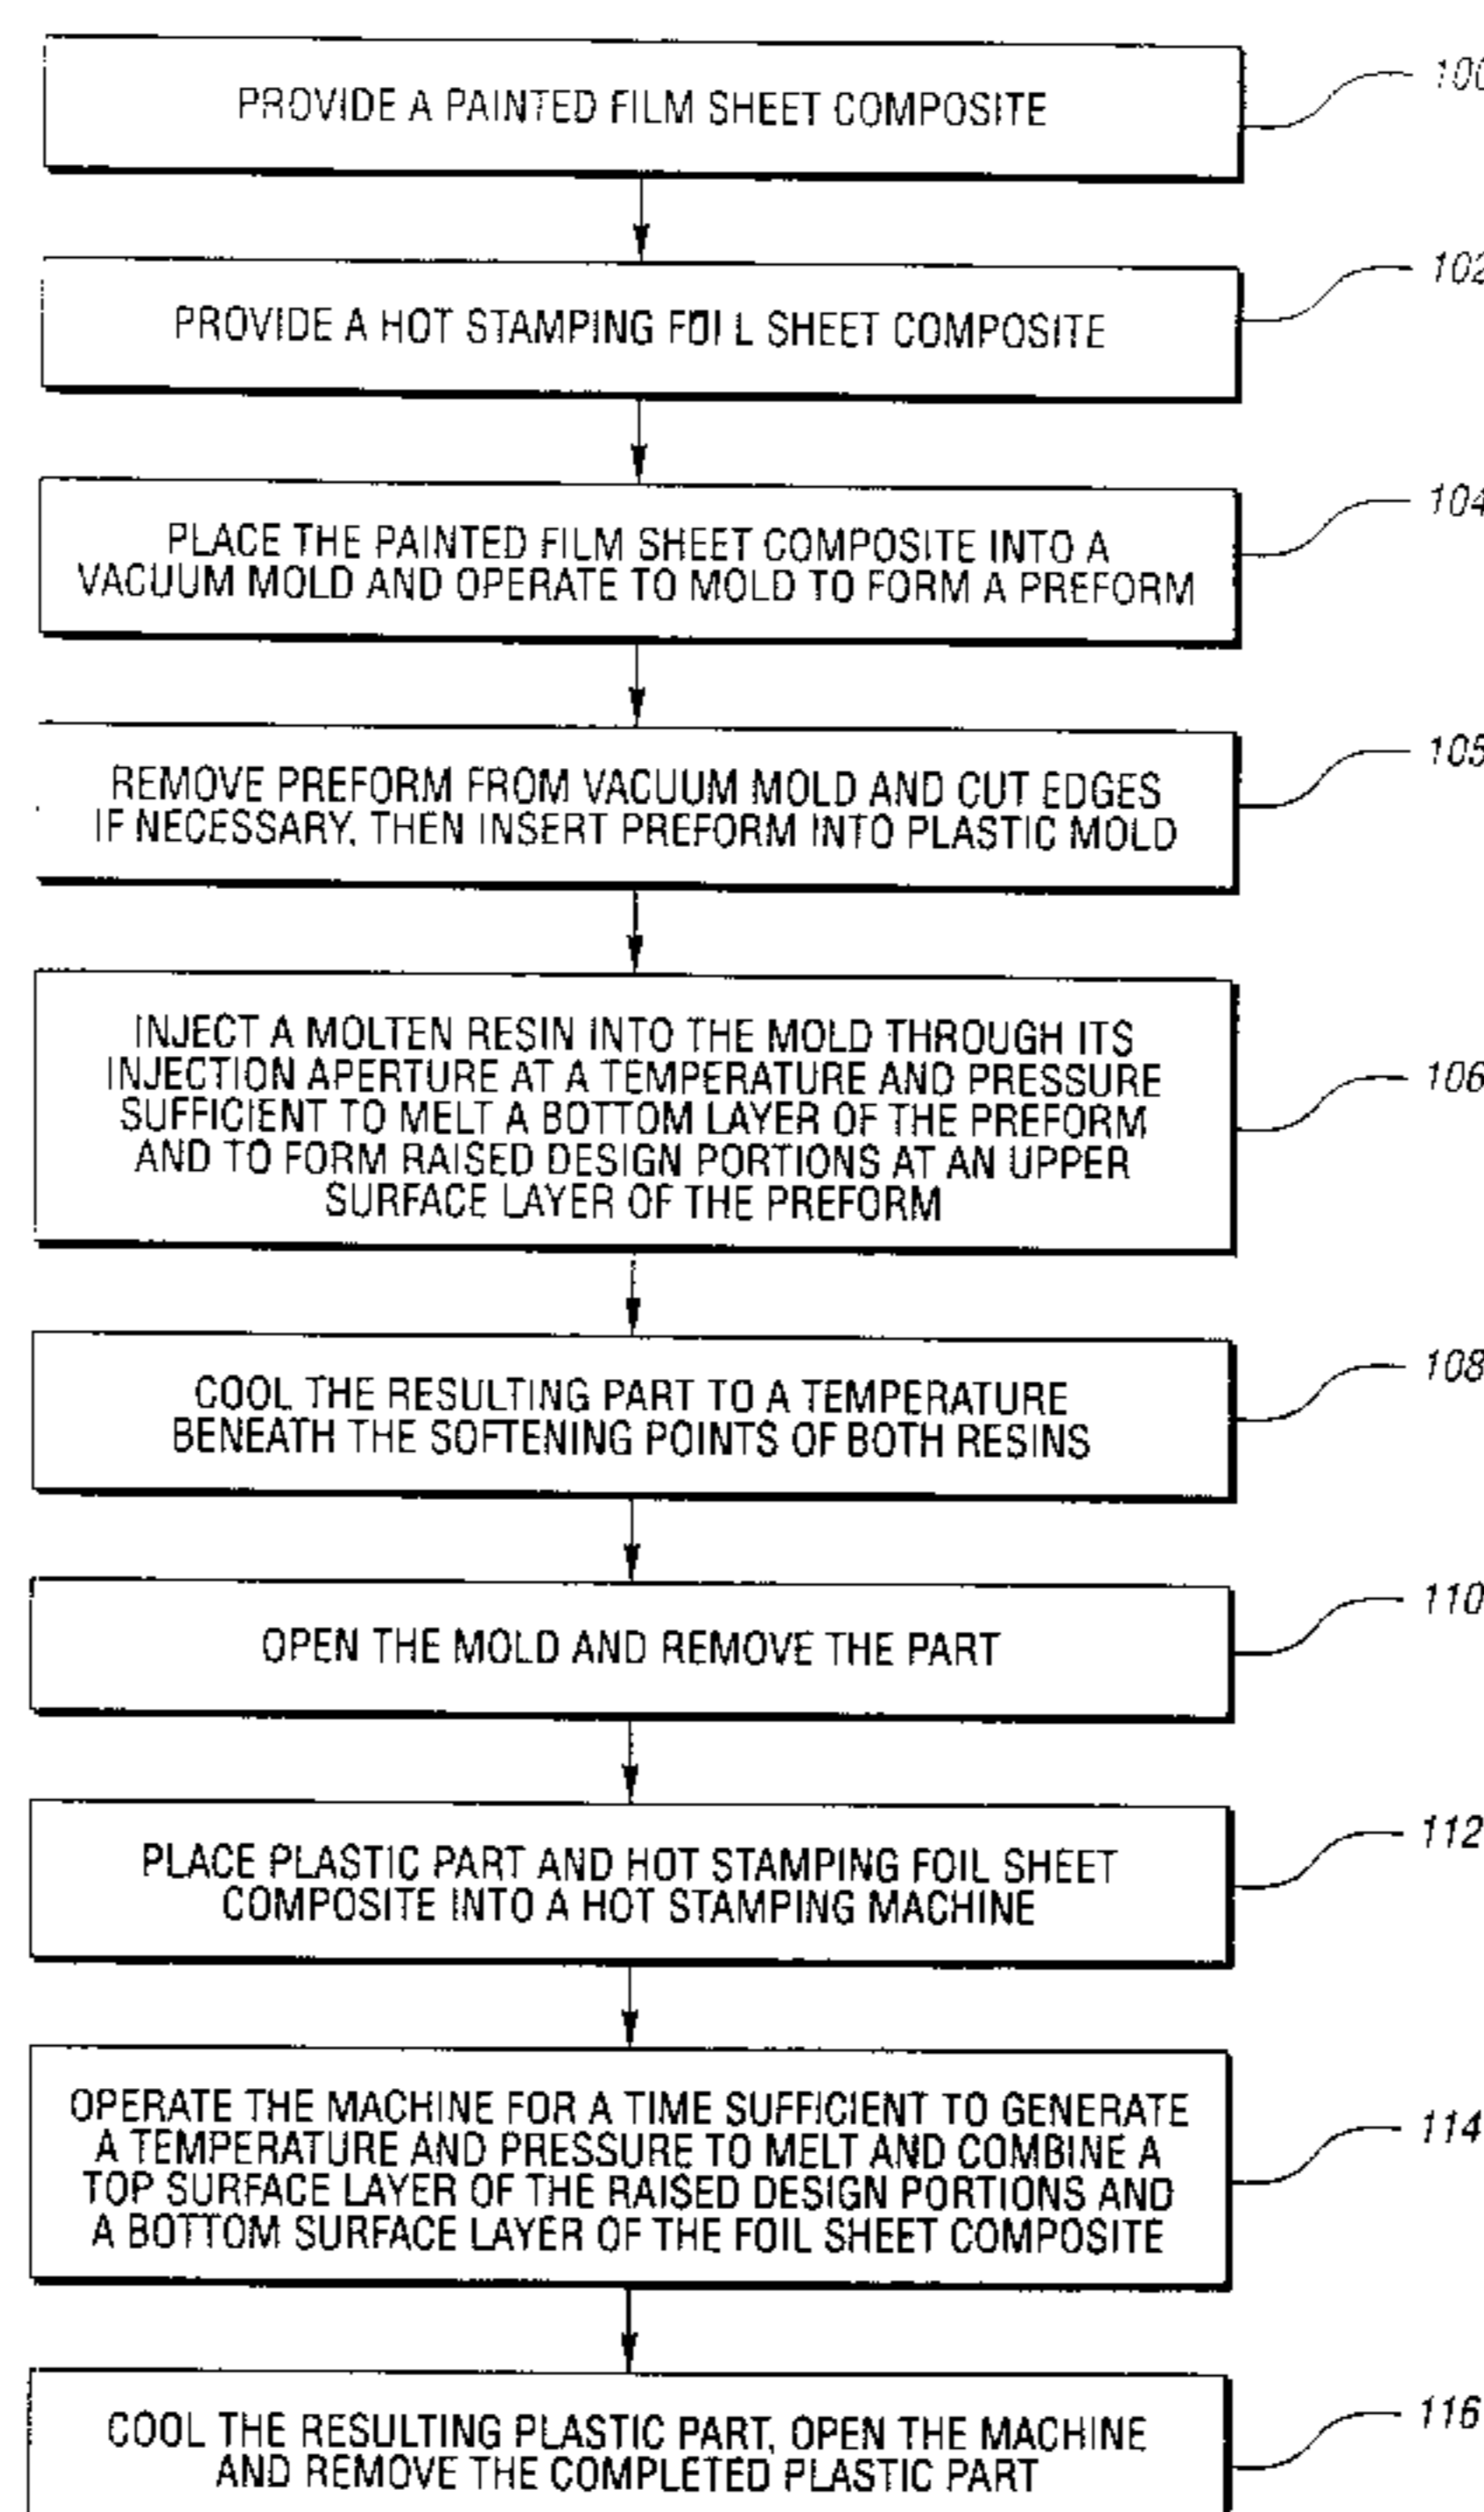 PROVIDE A PAINTED FILM SHEET COMPOSITE
100
PROVIDE A HOT STAMPING FOIL SHEET COMPOSITE
102
PLACE THE PAINTED FILM SHEET COMPOSITE INTO A
VACUUM MOLD AND OPERATE TO MOLD TO FORM A PREFORM
104
REMOVE PREFORM FROM VACUUM MOLD AND CUT EDGES
IF NECESSARY, THEN INSERT PREFORM INTO PLASTIC MOLD
105
INJECT A MOLTEN RESIN INTO THE MOLD THROUGH ITS
INJECTION APERTURE AT A TEMPERATURE AND PRESSURE
SUFFICIENT TO MELT A BOTTOM LAYER OF THE PREFORM
AND TO FORM RAISED DESIGN PORTIONS AT AN UPPER
SURFACE LAYER OF THE PREFORM
106
COOL THE RESULTING PART TO A TEMPERATURE
BENEATH THE SOFTENING POINTS OF BOTH RESINS
108
OPEN THE MOLD AND REMOVE THE PART
110
PLACE PLASTIC PART AND HOT STAMPING FOIL SHEET
COMPOSITE INTO A HOT STAMPING MACHINE
112
OPERATE THE MACHINE FOR A TIME SUFFICIENT TO GENERATE
A TEMPERATURE AND PRESSURE TO MELT AND COMBINE A
TOP SURFACE LAYER OF THE RAISED DESIGN PORTIONS AND
A BOTTOM SURFACE LAYER OF THE FOIL SHEET COMPOSITE
114
COOL THE RESULTING PLASTIC PART, OPEN THE MACHINE
AND REMOVE THE COMPLETED PLASTIC PART
116